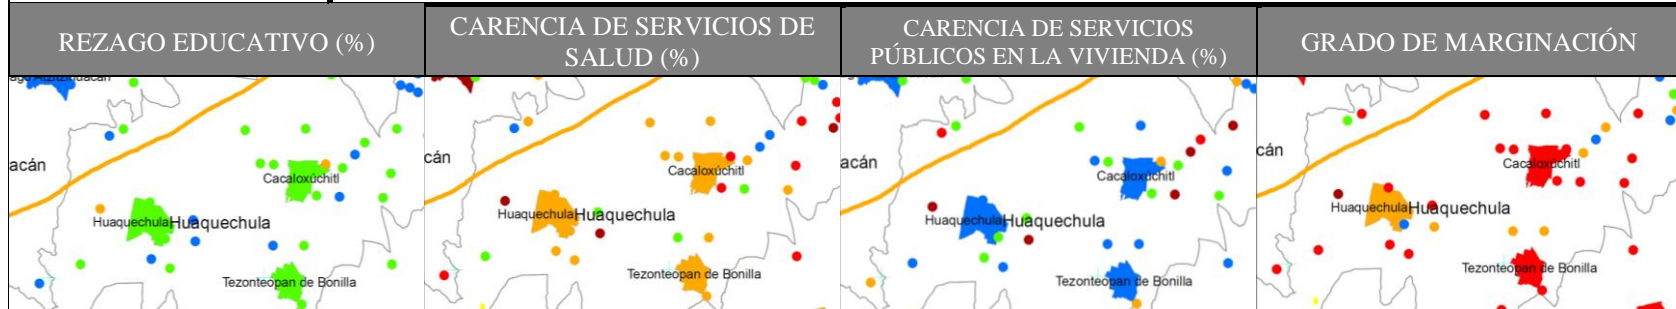 REZAGO EDUCATIVO (%)
CARENCIA DE SERVICIOS DE
SALUD (%)
CARENCIA DE SERVICIOS
PÚBLICOS EN LA VIVIENDA (%)
GRADO DE MARGINACIÓN
acán
Cacaloxúchitl
Huaquechula Huaquechula
Tezonteopan de Bonilla
cán
Cacaloxúchitl
Huaquechula Huaquechula
Tezonteopan de Bonilla
acán
Cacaloxúchitl
Huaquechula Huaquechula
Tezonteopan de Bonilla
cán
Cacaloxúchitl
Huaquechula Huaquechula
Tezonteopan de Bonilla